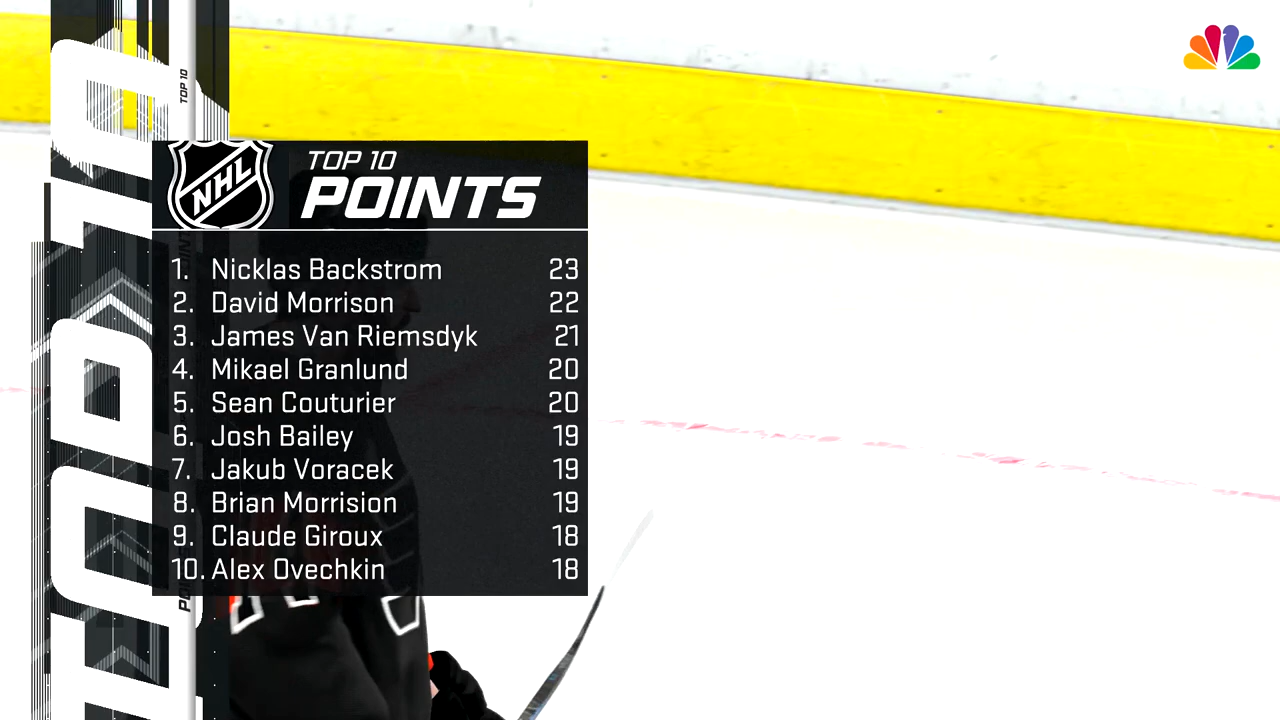 TOP 10
TOP 10
NHL
TOP 10
POINTS
1. Nicklas Backstrom 23
2. David Morrison 22
3. James Van Riemsdyk 21
4. Mikael Granlund 20
5. Sean Couturier 20
6. Josh Bailey 19
7. Jakub Voracek 19
8. Brian Morrision 19
9. Claude Giroux 18
10. Alex Ovechkin 18